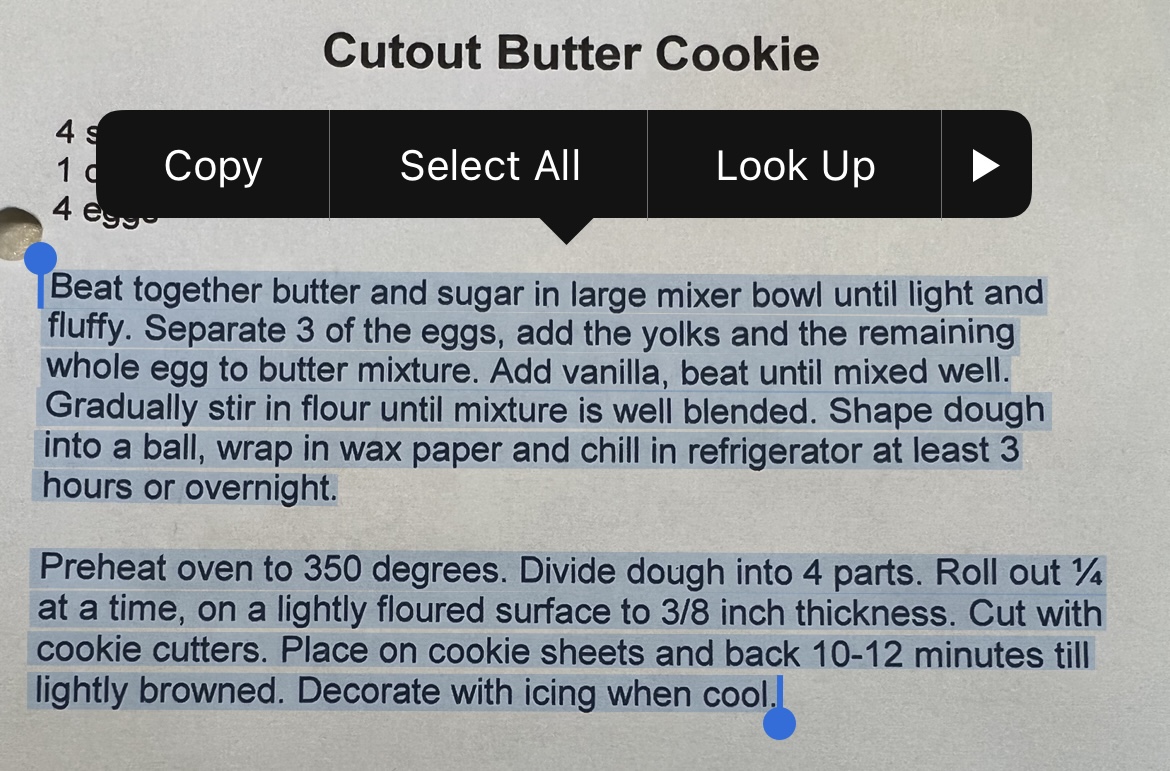 Cutout Butter Cookie
4
1
4 eggs
Copy Select All Look Up
Beat together butter and sugar in large mixer bowl until light and
fluffy. Separate 3 of the eggs, add the yolks and the remaining
whole egg to butter mixture. Add vanilla, beat until mixed well.
Gradually stir in flour until mixture is well blended. Shape dough
into a ball, wrap in wax paper and chill in refrigerator at least 3
hours or overnight.
Preheat oven to 350 degrees. Divide dough into 4 parts. Roll out ¼
at a time, on a lightly floured surface to 3/8 inch thickness. Cut with
cookie cutters. Place on cookie sheets and back 10-12 minutes till
lightly browned. Decorate with icing when cool.